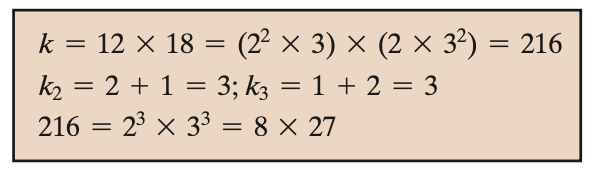 k = 12 × 18 = (2² × 3) × (2 × 3²) = 216
k₂ = 2 + 1 = 3; k₃ = 1 + 2 = 3
216 = 2³ × 3³ = 8 × 27